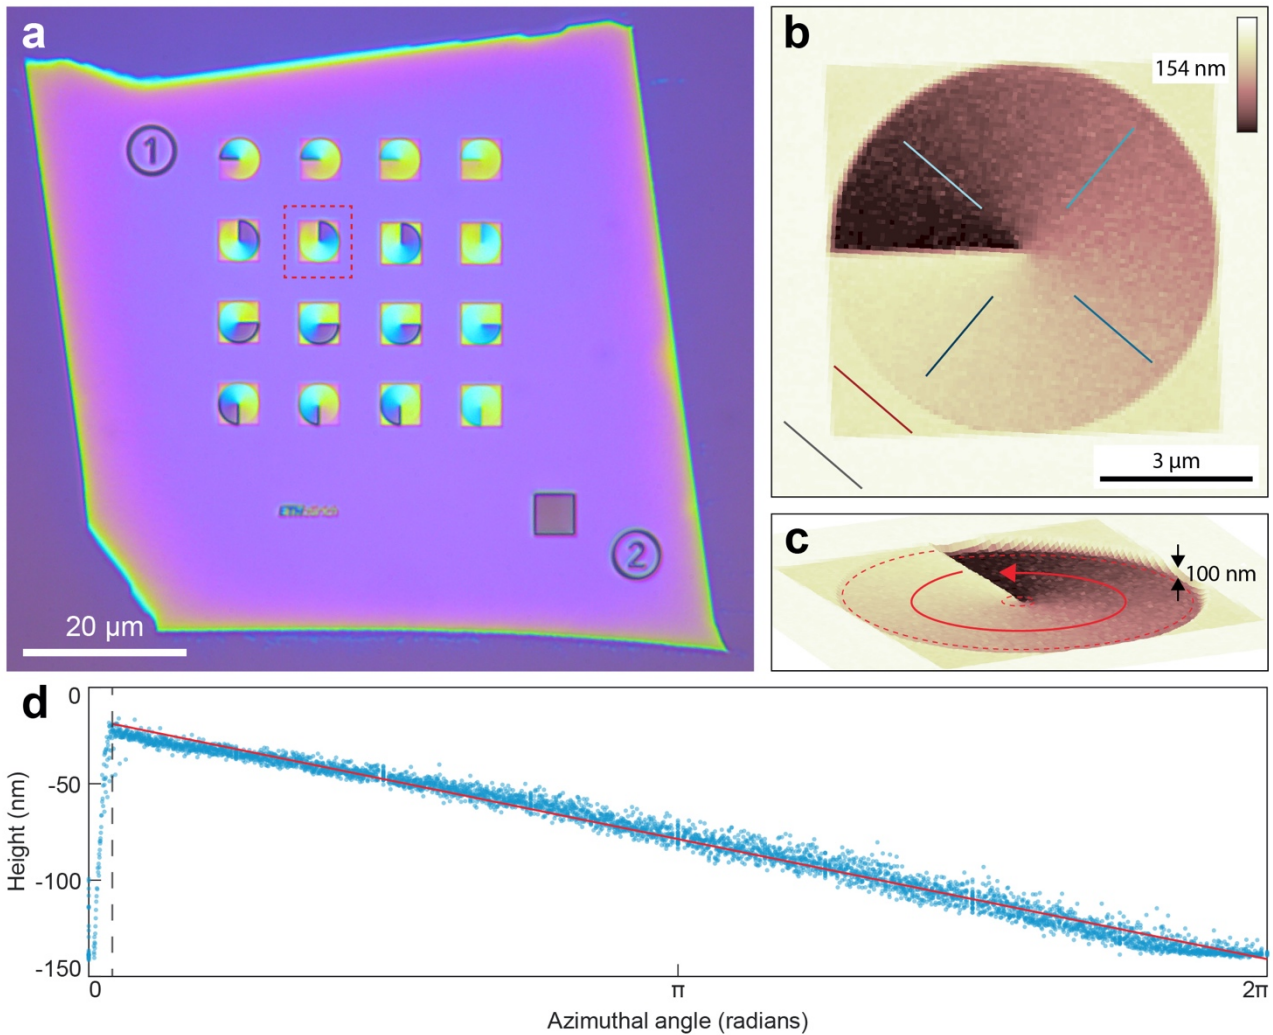 a
1
2
20 µm
b
154 nm
3 µm
c
100 nm
d
Height (nm)
0
-50
-100
-150
0
π
2π
Azimuthal angle (radians)